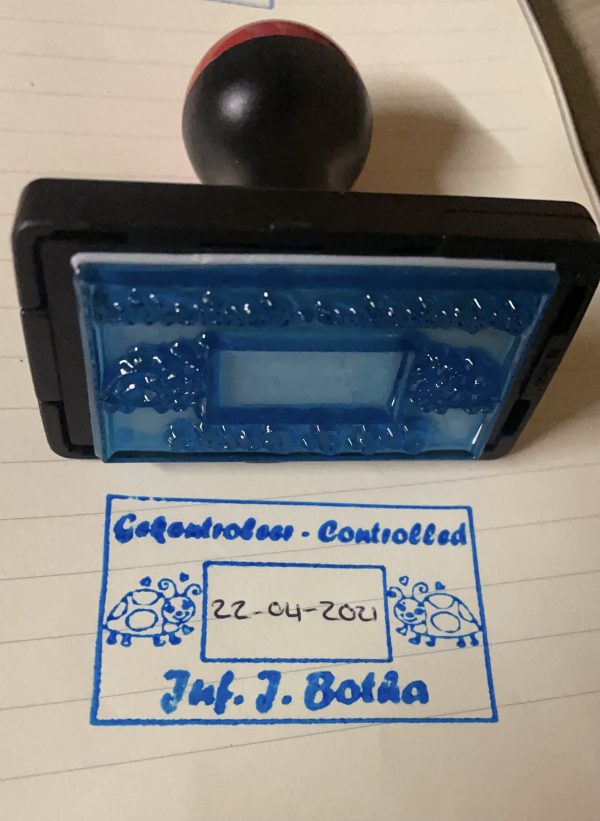 Gekontroleer - Controlled
22-04-2021
Juf. J. Botha